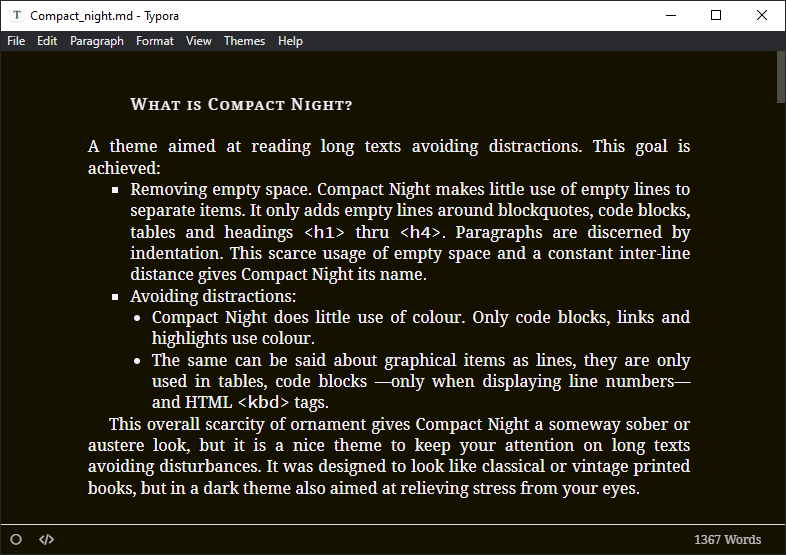 T Compact_night.md - Typora
File Edit Paragraph Format View Themes Help
What is Compact Night?
A theme aimed at reading long texts avoiding distractions. This goal is
achieved:
Removing empty space. Compact Night makes little use of empty lines to
separate items. It only adds empty lines around blockquotes, code blocks,
tables and headings <h1> thru <h4>. Paragraphs are discerned by
indentation. This scarce usage of empty space and a constant inter-line
distance gives Compact Night its name.
Avoiding distractions:
Compact Night does little use of colour. Only code blocks, links and
highlights use colour.
The same can be said about graphical items as lines, they are only
used in tables, code blocks —only when displaying line numbers—
and HTML <kbd> tags.
This overall scarcity of ornament gives Compact Night a someway sober or
austere look, but it is a nice theme to keep your attention on long texts
avoiding disturbances. It was designed to look like classical or vintage printed
books, but in a dark theme also aimed at relieving stress from your eyes.
</> 1367 Words